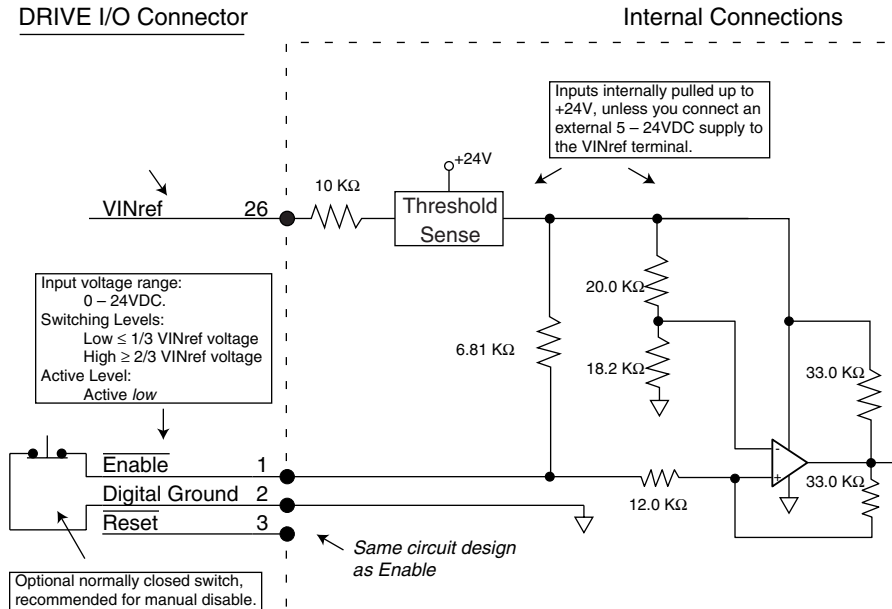 DRIVE I/O Connector
Internal Connections
Inputs internally pulled up to
+24V, unless you connect an
external 5 – 24VDC supply to
the VINref terminal.
+24V
10 KΩ
VINref 26
Threshold
Sense
Input voltage range:
0 – 24VDC.
Switching Levels:
Low ≤ 1/3 VINref voltage
High ≥ 2/3 VINref voltage
Active Level:
Active low
20.0 KΩ
6.81 KΩ
18.2 KΩ
33.0 KΩ
-
+
Enable 1
Digital Ground 2
Reset 3
12.0 KΩ
33.0 KΩ
Same circuit design
as Enable
Optional normally closed switch,
recommended for manual disable.